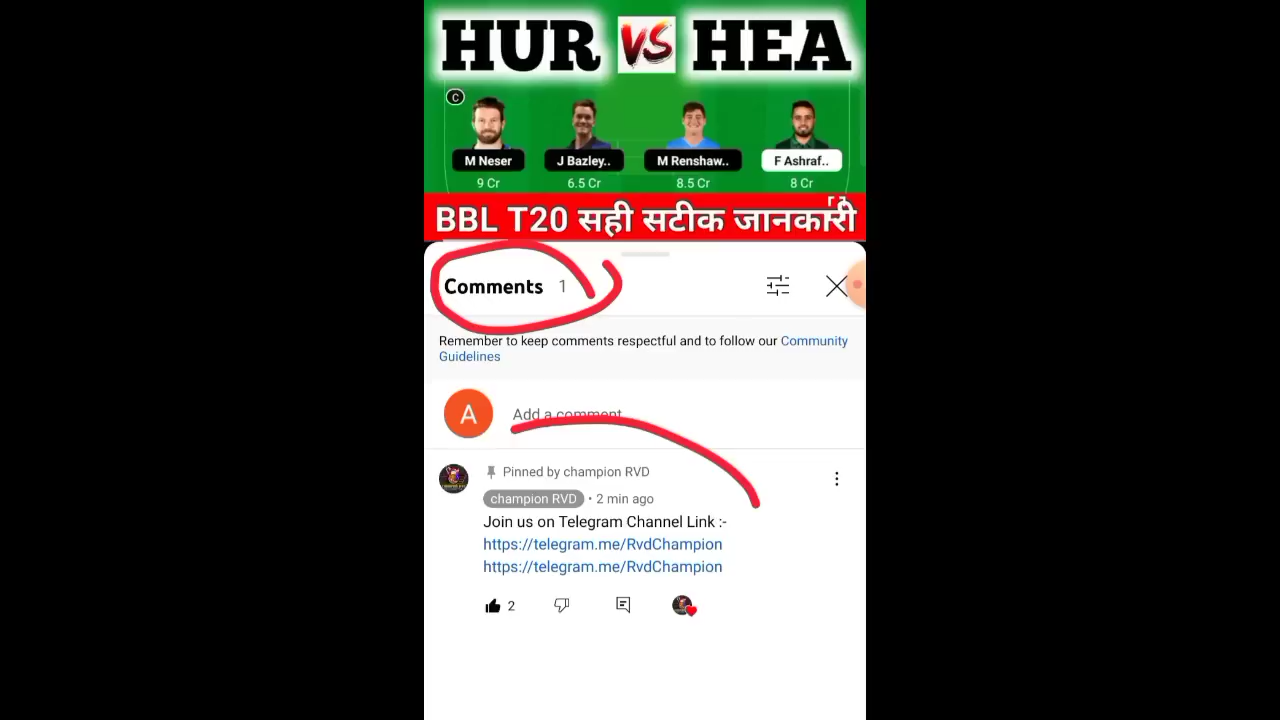 HUR VS HEA
C
M Neser J Bazley.. M Renshaw.. F Ashraf..
9 Cr 6.5 Cr 8.5 Cr 8 Cr
BBL T20 सही सटीक जानकारी
Comments 1
Remember to keep comments respectful and to follow our Community
Guidelines
A Add a comment...
Pinned by champion RVD
champion RVD • 2 min ago
Join us on Telegram Channel Link :-
https://telegram.me/RvdChampion
https://telegram.me/RvdChampion
2